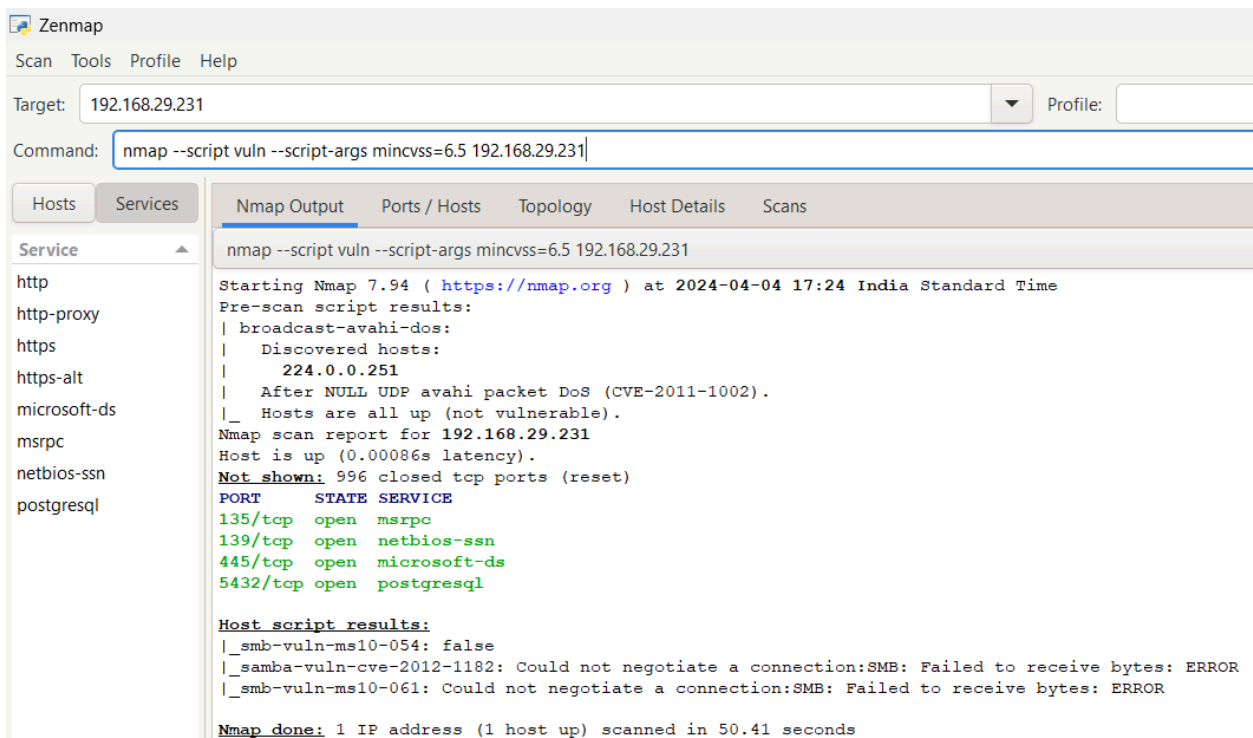 Zenmap
Scan Tools Profile Help
Target: 192.168.29.231 Profile:
Command: nmap --script vuln --script-args mincvss=6.5 192.168.29.231
Hosts Services
Service
http
http-proxy
https
https-alt
microsoft-ds
msrpc
netbios-ssn
postgresql
Nmap Output Ports / Hosts Topology Host Details Scans
nmap --script vuln --script-args mincvss=6.5 192.168.29.231
Starting Nmap 7.94 ( https://nmap.org ) at 2024-04-04 17:24 India Standard Time
Pre-scan script results:
| broadcast-avahi-dos:
|   Discovered hosts:
|     224.0.0.251
|   After NULL UDP avahi packet DoS (CVE-2011-1002).
|_  Hosts are all up (not vulnerable).
Nmap scan report for 192.168.29.231
Host is up (0.00086s latency).
Not shown: 996 closed tcp ports (reset)
PORT     STATE SERVICE
135/tcp  open  msrpc
139/tcp  open  netbios-ssn
445/tcp  open  microsoft-ds
5432/tcp open  postgresql
Host script results:
|_smb-vuln-ms10-054: false
|_samba-vuln-cve-2012-1182: Could not negotiate a connection:SMB: Failed to receive bytes: ERROR
|_smb-vuln-ms10-061: Could not negotiate a connection:SMB: Failed to receive bytes: ERROR
Nmap done: 1 IP address (1 host up) scanned in 50.41 seconds